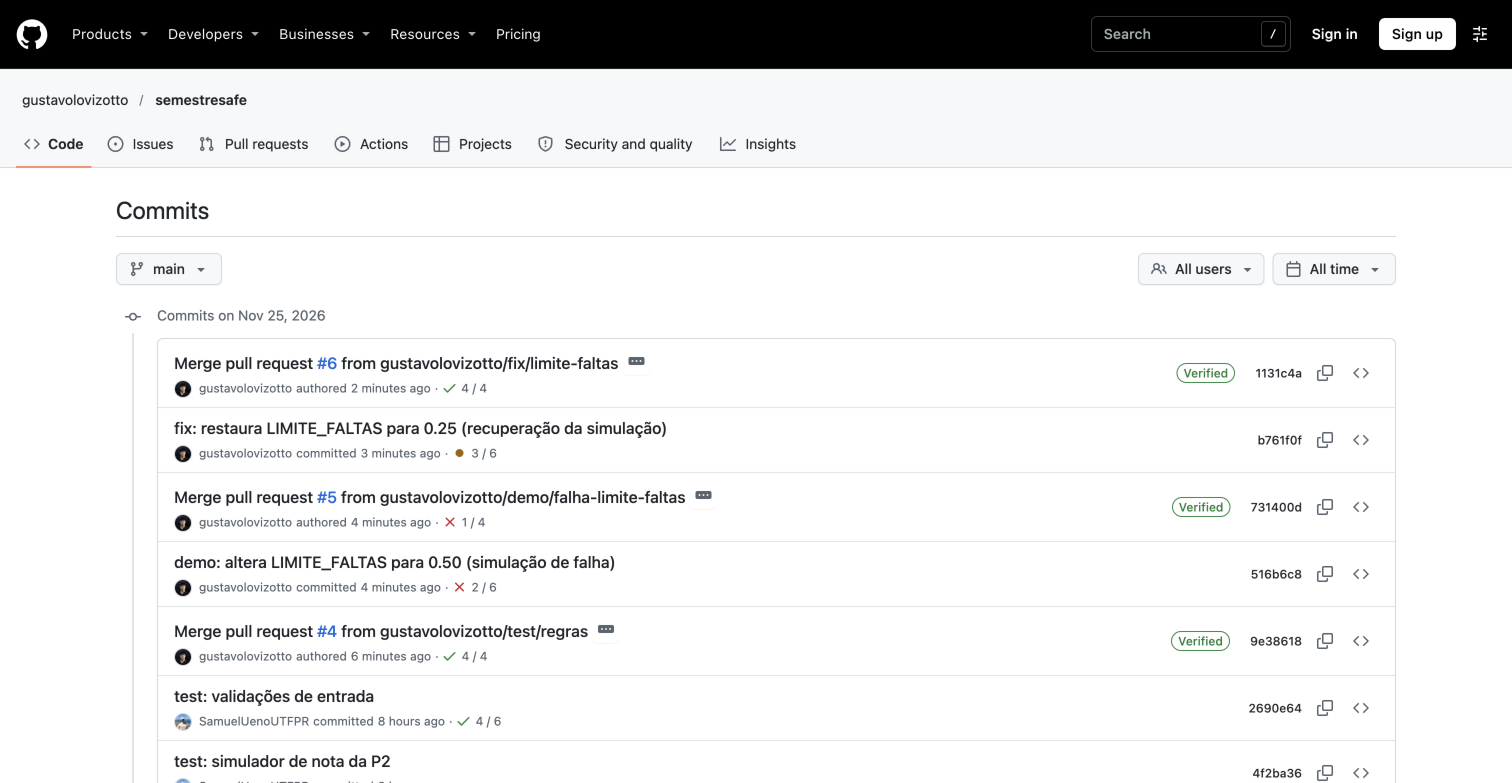 Products Developers Businesses Resources Pricing Search / Sign in Sign up
gustavolovizotto / semestresafe
Code Issues Pull requests Actions Projects Security and quality Insights
Commits
main All users All time
Commits on Nov 25, 2026
Merge pull request #6 from gustavolovizotto/fix/limite-faltas
Verified 1131c4a
gustavolovizotto authored 2 minutes ago · 4 / 4
fix: restaura LIMITE_FALTAS para 0.25 (recuperação da simulação)
b761f0f
gustavolovizotto committed 3 minutes ago · 3 / 6
Merge pull request #5 from gustavolovizotto/demo/falha-limite-faltas
Verified 731400d
gustavolovizotto authored 4 minutes ago · 1 / 4
demo: altera LIMITE_FALTAS para 0.50 (simulação de falha)
516b6c8
gustavolovizotto committed 4 minutes ago · 2 / 6
Merge pull request #4 from gustavolovizotto/test/regras
Verified 9e38618
gustavolovizotto authored 6 minutes ago · 4 / 4
test: validações de entrada
2690e64
SamuelUenoUTFPR committed 8 hours ago · 4 / 6
test: simulador de nota da P2
4f2ba36